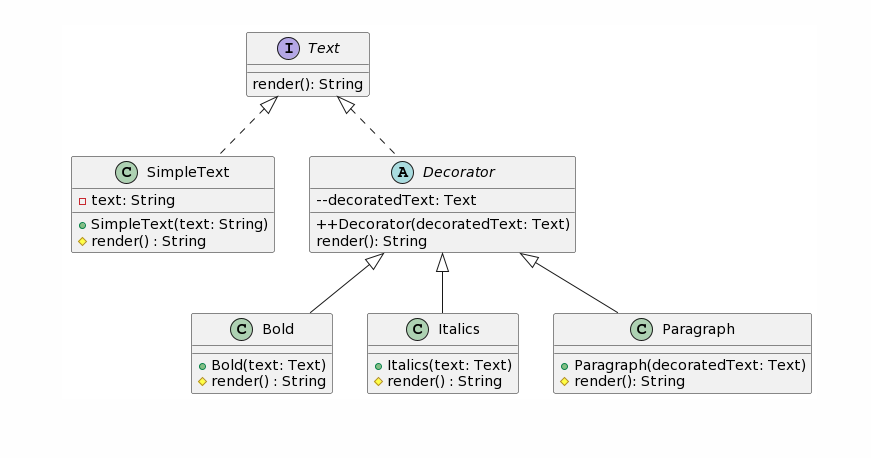 I Text
render(): String
C SimpleText
text: String
SimpleText(text: String)
render() : String
A Decorator
--decoratedText: Text
++Decorator(decoratedText: Text)
render(): String
C Bold
Bold(text: Text)
render() : String
C Italics
Italics(text: Text)
render() : String
C Paragraph
Paragraph(decoratedText: Text)
render(): String